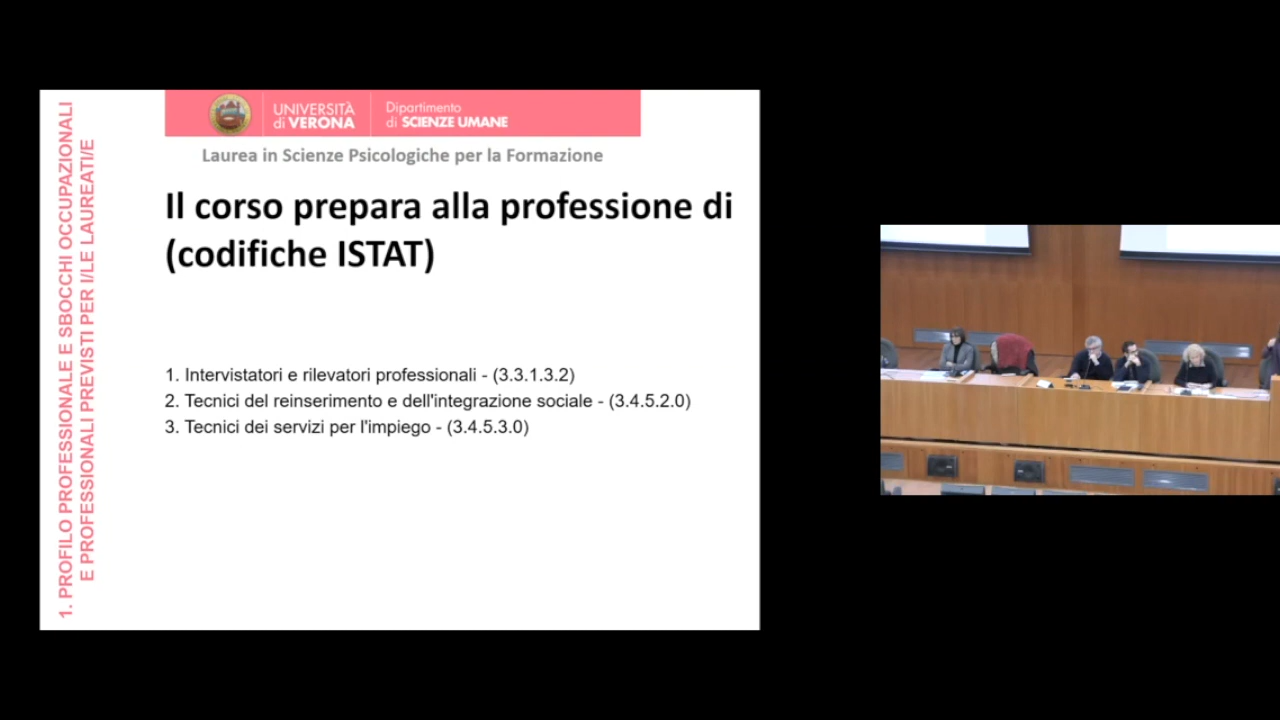 1. PROFILO PROFESSIONALE E SBOCCHI OCCUPAZIONALI
E PROFESSIONALI PREVISTI PER I/LE LAUREATI/E
UNIVERSITÀ
di VERONA
Dipartimento
di SCIENZE UMANE
Laurea in Scienze Psicologiche per la Formazione
Il corso prepara alla professione di
(codifiche ISTAT)
1. Intervistatori e rilevatori professionali - (3.3.1.3.2)
2. Tecnici del reinserimento e dell'integrazione sociale - (3.4.5.2.0)
3. Tecnici dei servizi per l'impiego - (3.4.5.3.0)